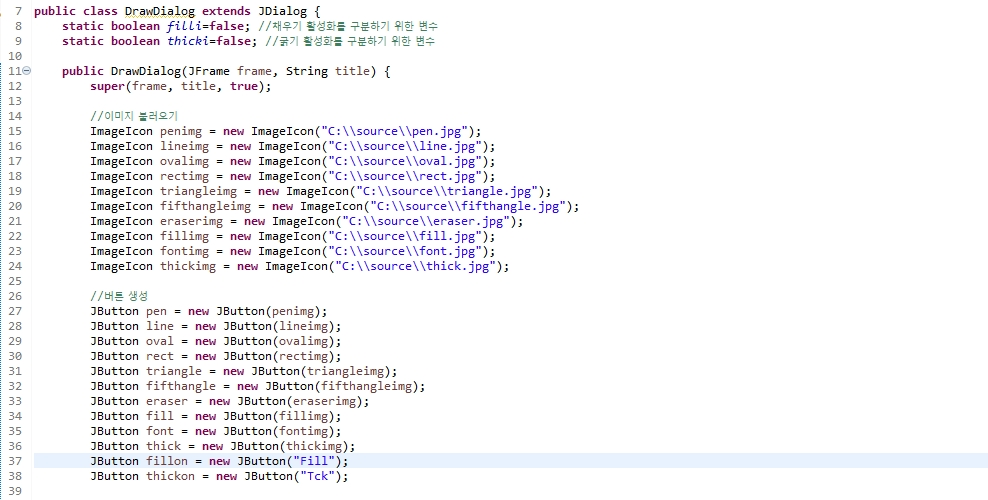 7 public class DrawDialog extends JDialog {
8     static boolean filli=false; //채우기 활성화를 구분하기 위한 변수
9     static boolean thicki=false; //굵기 활성화를 구분하기 위한 변수
10
11     public DrawDialog(JFrame frame, String title) {
12         super(frame, title, true);
13
14         //이미지 불러오기
15         ImageIcon penimg = new ImageIcon("C:\\source\\pen.jpg");
16         ImageIcon lineimg = new ImageIcon("C:\\source\\line.jpg");
17         ImageIcon ovalimg = new ImageIcon("C:\\source\\oval.jpg");
18         ImageIcon rectimg = new ImageIcon("C:\\source\\rect.jpg");
19         ImageIcon triangleimg = new ImageIcon("C:\\source\\triangle.jpg");
20         ImageIcon fifthangleimg = new ImageIcon("C:\\source\\fifthangle.jpg");
21         ImageIcon eraserimg = new ImageIcon("C:\\source\\eraser.jpg");
22         ImageIcon fillimg = new ImageIcon("C:\\source\\fill.jpg");
23         ImageIcon fontimg = new ImageIcon("C:\\source\\font.jpg");
24         ImageIcon thickimg = new ImageIcon("C:\\source\\thick.jpg");
25
26         //버튼 생성
27         JButton pen = new JButton(penimg);
28         JButton line = new JButton(lineimg);
29         JButton oval = new JButton(ovalimg);
30         JButton rect = new JButton(rectimg);
31         JButton triangle = new JButton(triangleimg);
32         JButton fifthangle = new JButton(fifthangleimg);
33         JButton eraser = new JButton(eraserimg);
34         JButton fill = new JButton(fillimg);
35         JButton font = new JButton(fontimg);
36         JButton thick = new JButton(thickimg);
37         JButton fillon = new JButton("Fill");
38         JButton thickon = new JButton("Tck");
39